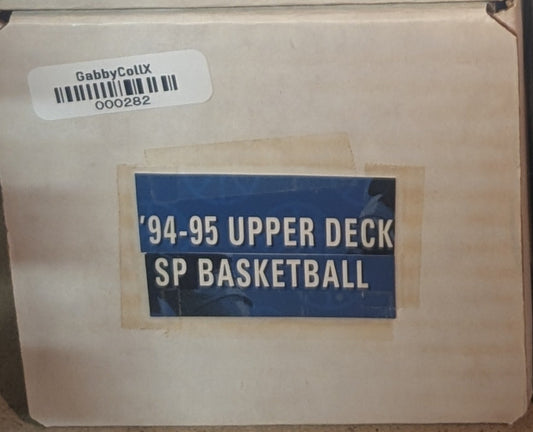 GabbyCollX
000282
'94-95 UPPER DECK
SP BASKETBALL